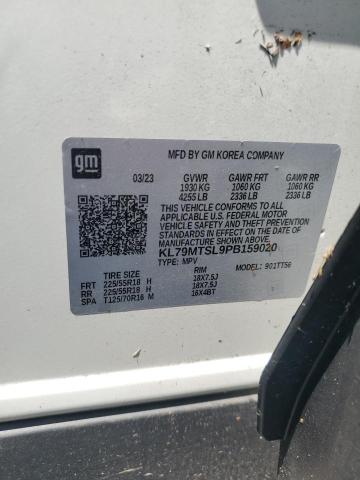 gm
MFD BY GM KOREA COMPANY
03/23 GVWR GAWR FRT GAWR RR
1930 KG 1060 KG 1060 KG
4255 LB 2336 LB 2336 LB
THIS VEHICLE CONFORMS TO ALL APPLICABLE
U.S. FEDERAL MOTOR VEHICLE
SAFETY AND THEFT PREVENTION
STANDARDS IN EFFECT ON THE DATE OF
MANUFACTURE SHOWN ABOVE.
KL79MTSL9PB159020
TYPE: MPV MODEL: 901TT56
TIRE SIZE RIM
FRT 225/55R18 H 18X7.5J
RR 225/55R18 H 18X7.5J
SPA T125/70R16 M 16X4BT